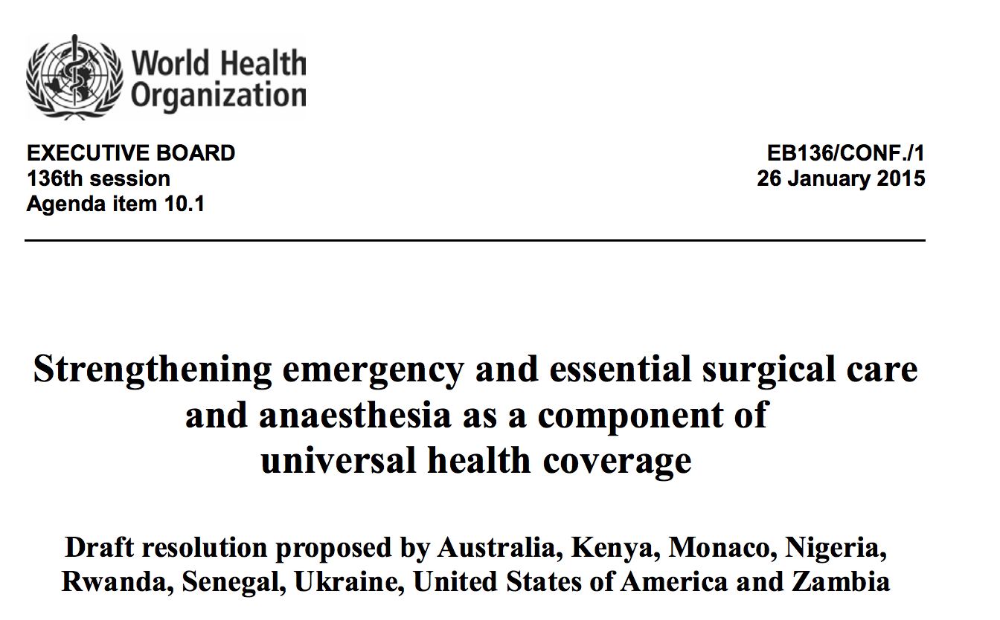 World Health
Organization
EXECUTIVE BOARD
136th session
Agenda item 10.1
EB136/CONF./1
26 January 2015
Strengthening emergency and essential surgical care
and anaesthesia as a component of
universal health coverage
Draft resolution proposed by Australia, Kenya, Monaco, Nigeria,
Rwanda, Senegal, Ukraine, United States of America and Zambia